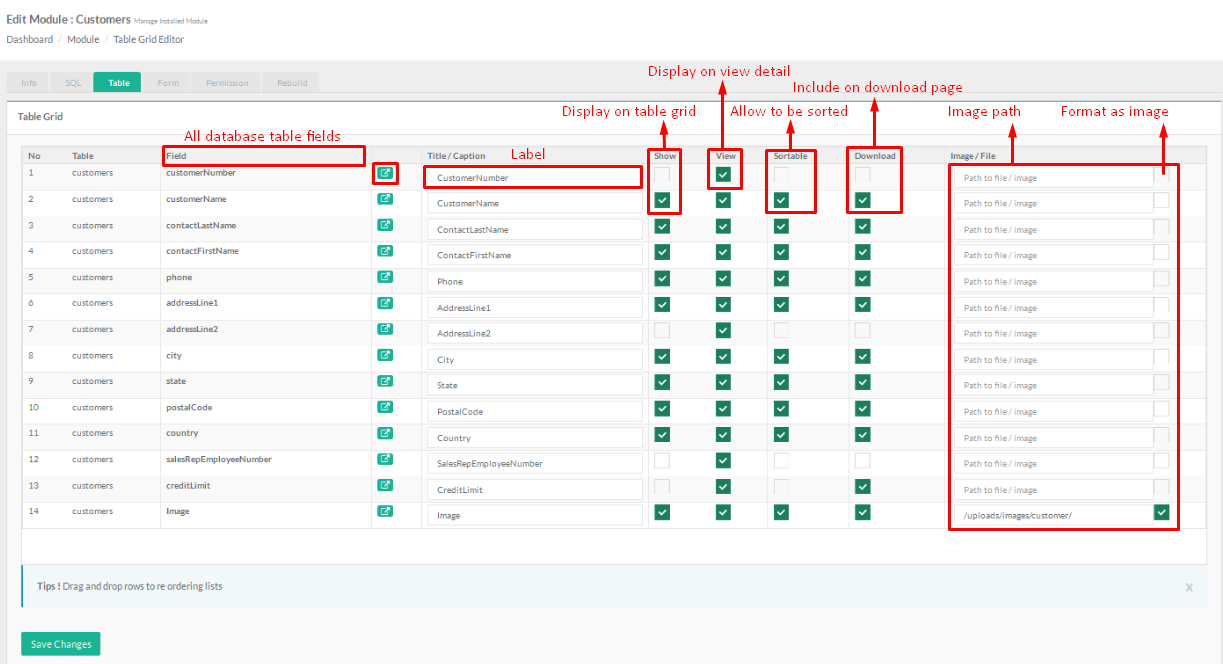 Edit Module : Customers Manage Installed Module
Dashboard / Module / Table Grid Editor
Info SQL Table Form Permission Rebuild
Display on view detail
Include on download page
Display on table grid Allow to be sorted Image path Format as image
Table Grid
All database table fields
No Table Field Title / Caption Label Show View Sortable Download Image / File
1 customers customerNumber CustomerNumber Path to file / image
2 customers customerName CustomerName Path to file / image
3 customers contactLastName ContactLastName Path to file / image
4 customers contactFirstName ContactFirstName Path to file / image
5 customers phone Phone Path to file / image
6 customers addressLine1 AddressLine1 Path to file / image
7 customers addressLine2 AddressLine2 Path to file / image
8 customers city City Path to file / image
9 customers state State Path to file / image
10 customers postalCode PostalCode Path to file / image
11 customers country Country Path to file / image
12 customers salesRepEmployeeNumber SalesRepEmployeeNumber Path to file / image
13 customers creditLimit CreditLimit Path to file / image
14 customers Image Image /uploads/images/customer/
Tips ! Drag and drop rows to re ordering lists x
Save Changes